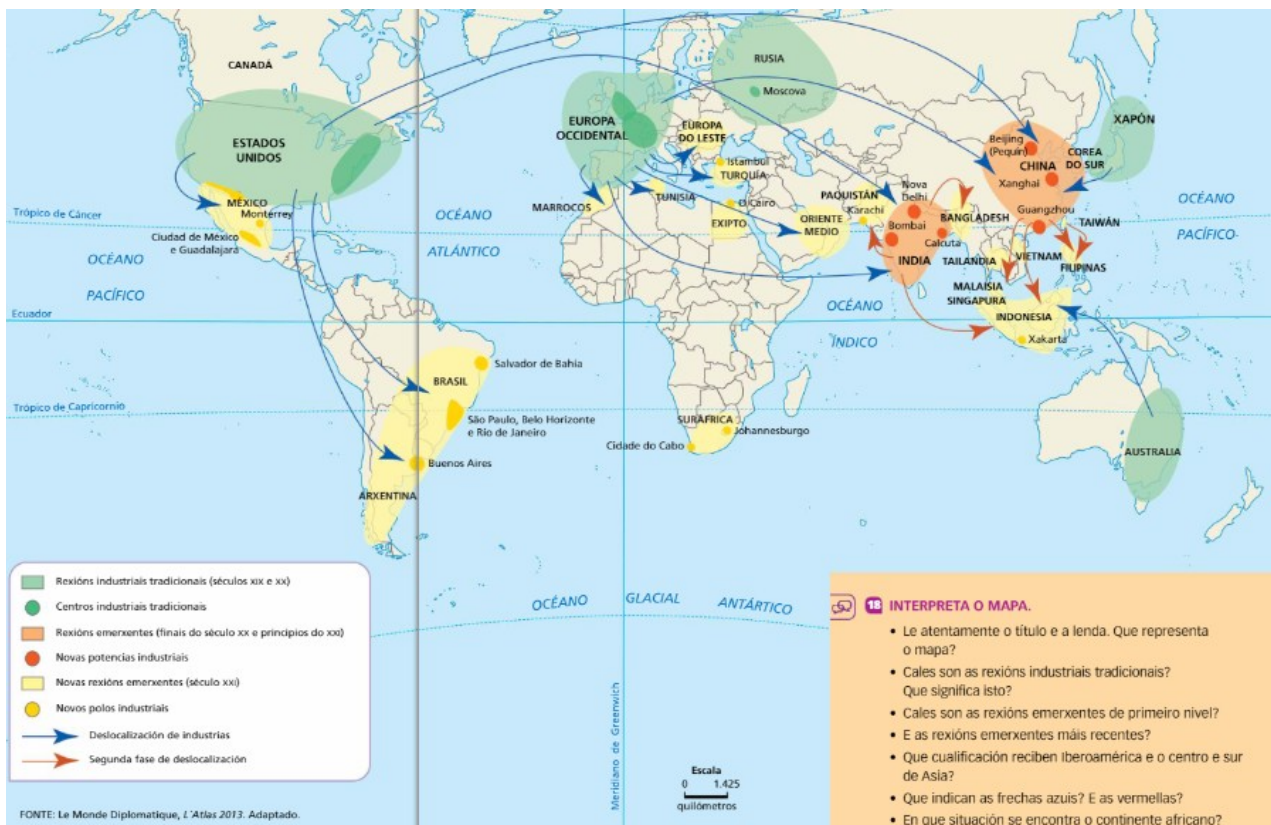 CANADÁ
RUSIA
Moscova
ESTADOS
UNIDOS
EUROPA
OCCIDENTAL
EUROPA
DO LESTE
Istambul
TURQUÍA
XAPÓN
Beijing
(Pequín)
CHINA
COREA
DO SUR
Xanghai
MÉXICO
Monterrey
Ciudad de México
e Guadalajara
Trópico de Cáncer
OCÉANO
ATLÁNTICO
MARROCOS
TUNISIA
O Cairo
EXIPTO
ORIENTE
MEDIO
PAQUISTÁN
Karachi
Nova
Delhi
Bombai
INDIA
Calcuta
BANGLADESH
Guangzhou
TAIWÁN
TAILANDIA
VIETNAM
FILIPINAS
MALAISIA
SINGAPURA
INDONESIA
Xakarta
OCÉANO
PACÍFICO
OCÉANO
PACÍFICO
Ecuador
OCÉANO
ÍNDICO
BRASIL
Salvador de Bahia
São Paulo, Belo Horizonte
e Rio de Janeiro
Trópico de Capricornio
Buenos Aires
ARXENTINA
SURÁFRICA
Johannesburgo
Cidade do Cabo
AUSTRALIA
OCÉANO GLACIAL ANTÁRTICO
Meridiano de Greenwich
Escala
0 1.425
quilómetros
Rexións industriais tradicionais (séculos XIX e XX)
Centros industriais tradicionais
Rexións emerxentes (finais do século XX e principios do XXI)
Novas potencias industriais
Novas rexións emerxentes (século XXI)
Novos polos industriais
Deslocalización de industrias
Segunda fase de deslocalización
FONTE: Le Monde Diplomatique, L'Atlas 2013. Adaptado.
18 INTERPRETA O MAPA.
• Le atentamente o título e a lenda. Que representa
o mapa?
• Cales son as rexións industriais tradicionais?
Que significa isto?
• Cales son as rexións emerxentes de primeiro nivel?
• E as rexións emerxentes máis recentes?
• Que cualificación reciben Iberoamérica e o centro e sur
de Asia?
• Que indican as frechas azuis? E as vermellas?
• En que situación se encontra o continente africano?